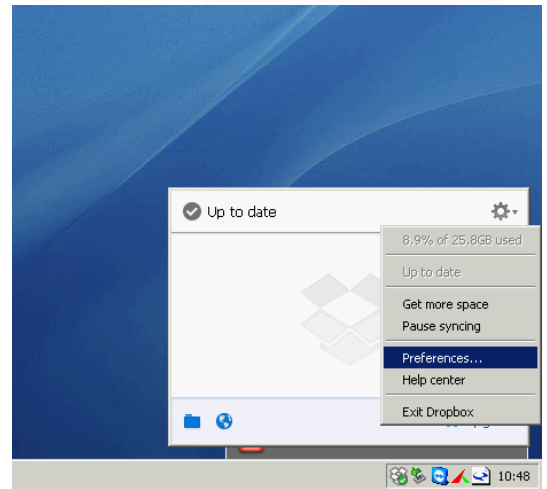 Up to date
8.9% of 25.8GB used
Up to date
Get more space
Pause syncing
Preferences...
Help center
Exit Dropbox
10:48